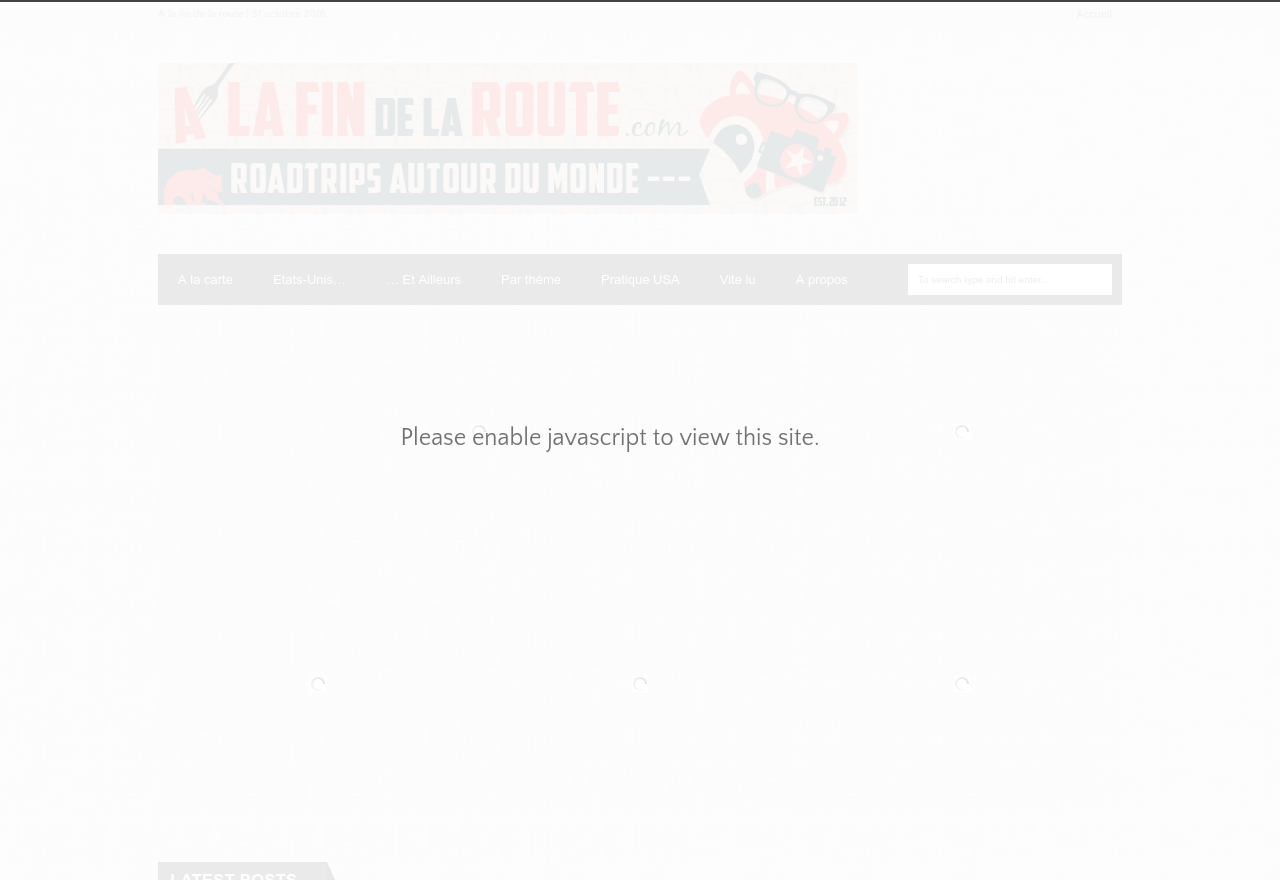 A la fin de la route | 31 octobre 2016
Accueil
A LA FIN DE LA ROUTE .com
ROADTRIPS AUTOUR DU MONDE ---
EST. 2012
A la carte Etats-Unis… … Et Ailleurs Par thème Pratique USA Vite lu A propos
To search type and hit enter...
Please enable javascript to view this site.
LATEST POSTS